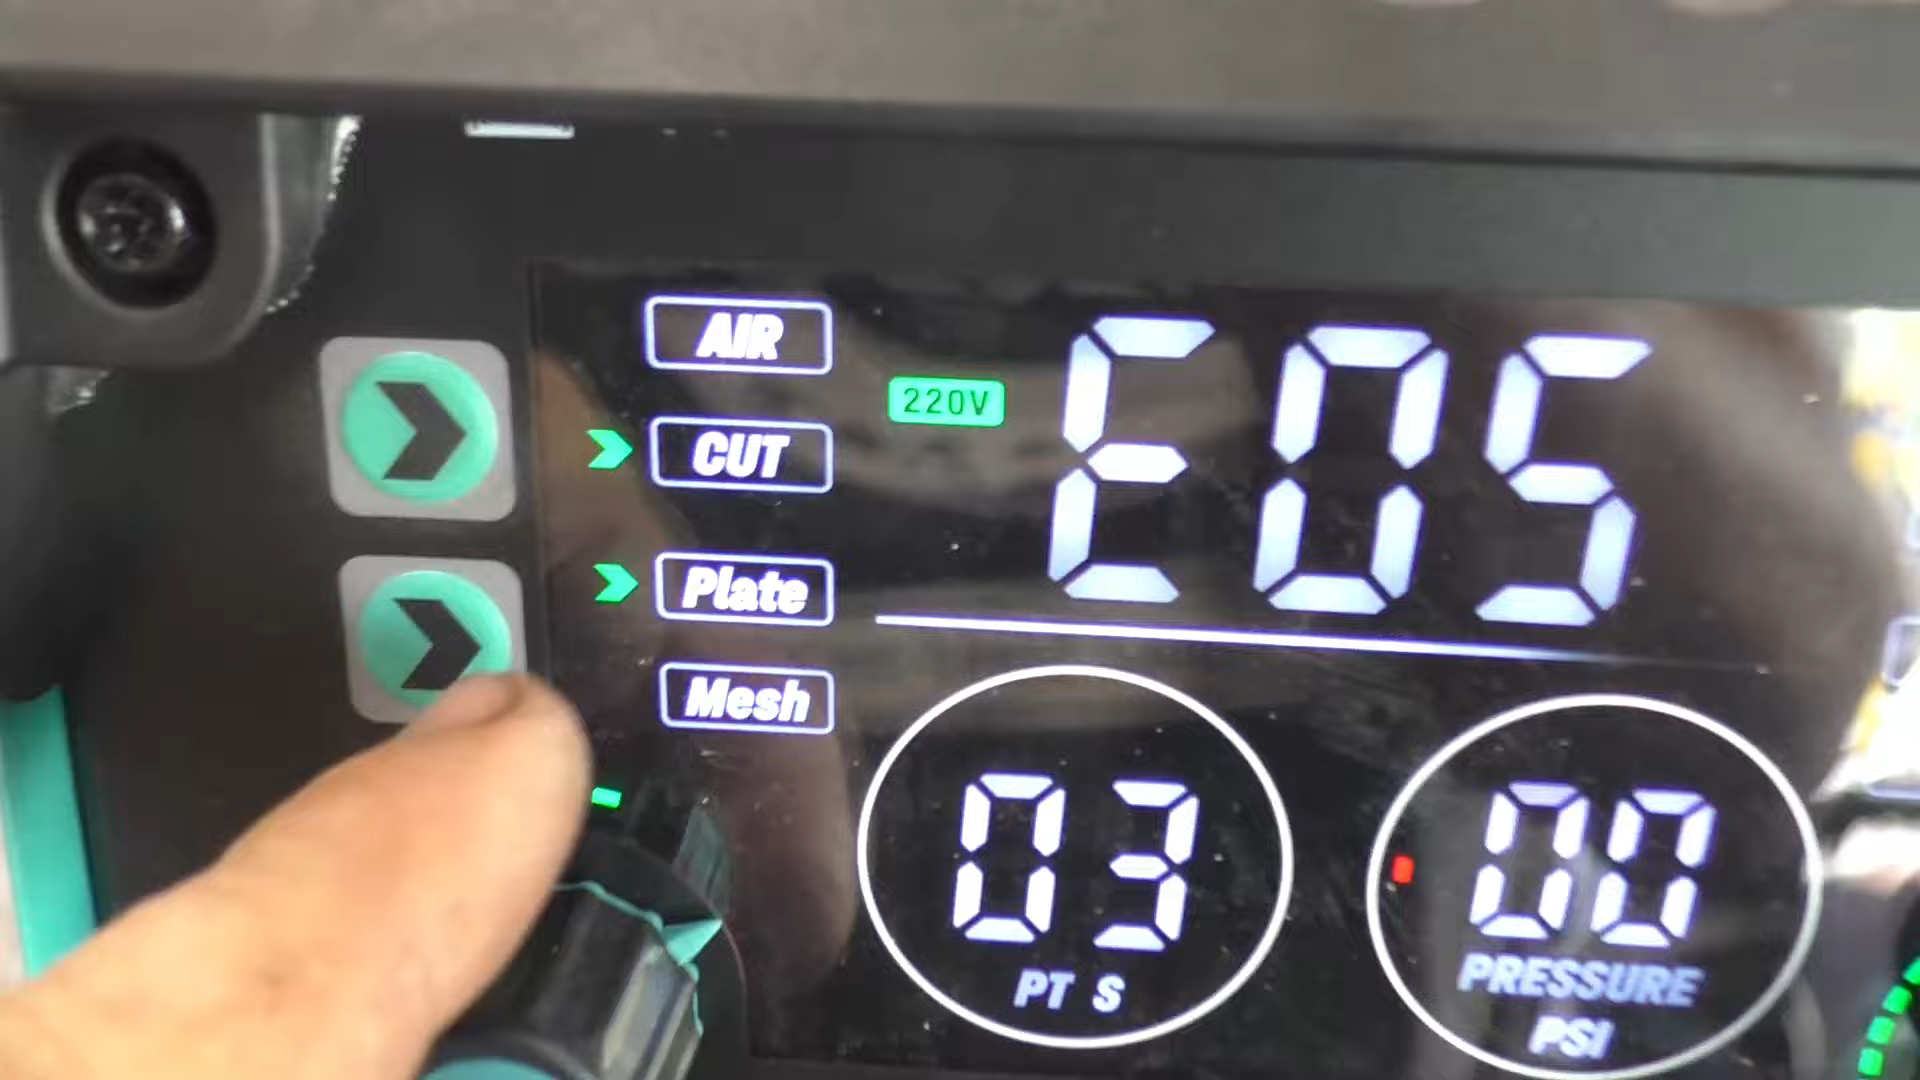 AIR
220V
E05
CUT
Plate
Mesh
03
PT S
00
PRESSURE
PSI